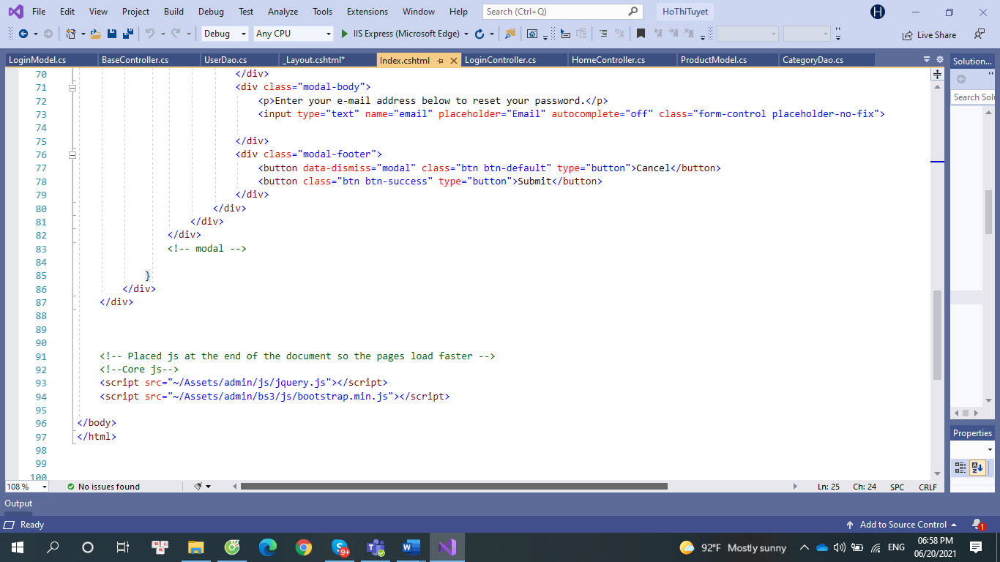 File Edit View Project Build Debug Test Analyze Tools Extensions Window Help Search (Ctrl+Q) HoThiTuyet H
Debug Any CPU IIS Express (Microsoft Edge) Live Share
LoginModel.cs BaseController.cs UserDao.cs _Layout.cshtml* Index.cshtml LoginController.cs HomeController.cs ProductModel.cs CategoryDao.cs Solution...
Search Solu
70 </div>
71 <div class="modal-body">
72 <p>Enter your e-mail address below to reset your password.</p>
73 <input type="text" name="email" placeholder="Email" autocomplete="off" class="form-control placeholder-no-fix">
74
75 </div>
76 <div class="modal-footer">
77 <button data-dismiss="modal" class="btn btn-default" type="button">Cancel</button>
78 <button class="btn btn-success" type="button">Submit</button>
79 </div>
80 </div>
81 </div>
82 </div>
83 <!-- modal -->
84
85 }
86 </div>
87 </div>
88
89
90
91 <!-- Placed js at the end of the document so the pages load faster -->
92 <!--Core js-->
93 <script src="~/Assets/admin/js/jquery.js"></script>
94 <script src="~/Assets/admin/bs3/js/bootstrap.min.js"></script>
95
96 </body>
97 </html>
98
99
100
Properties
108 % No issues found Ln: 25 Ch: 24 SPC CRLF
Output
Ready Add to Source Control 1
9+ 92°F Mostly sunny ENG 06:58 PM
06/20/2021